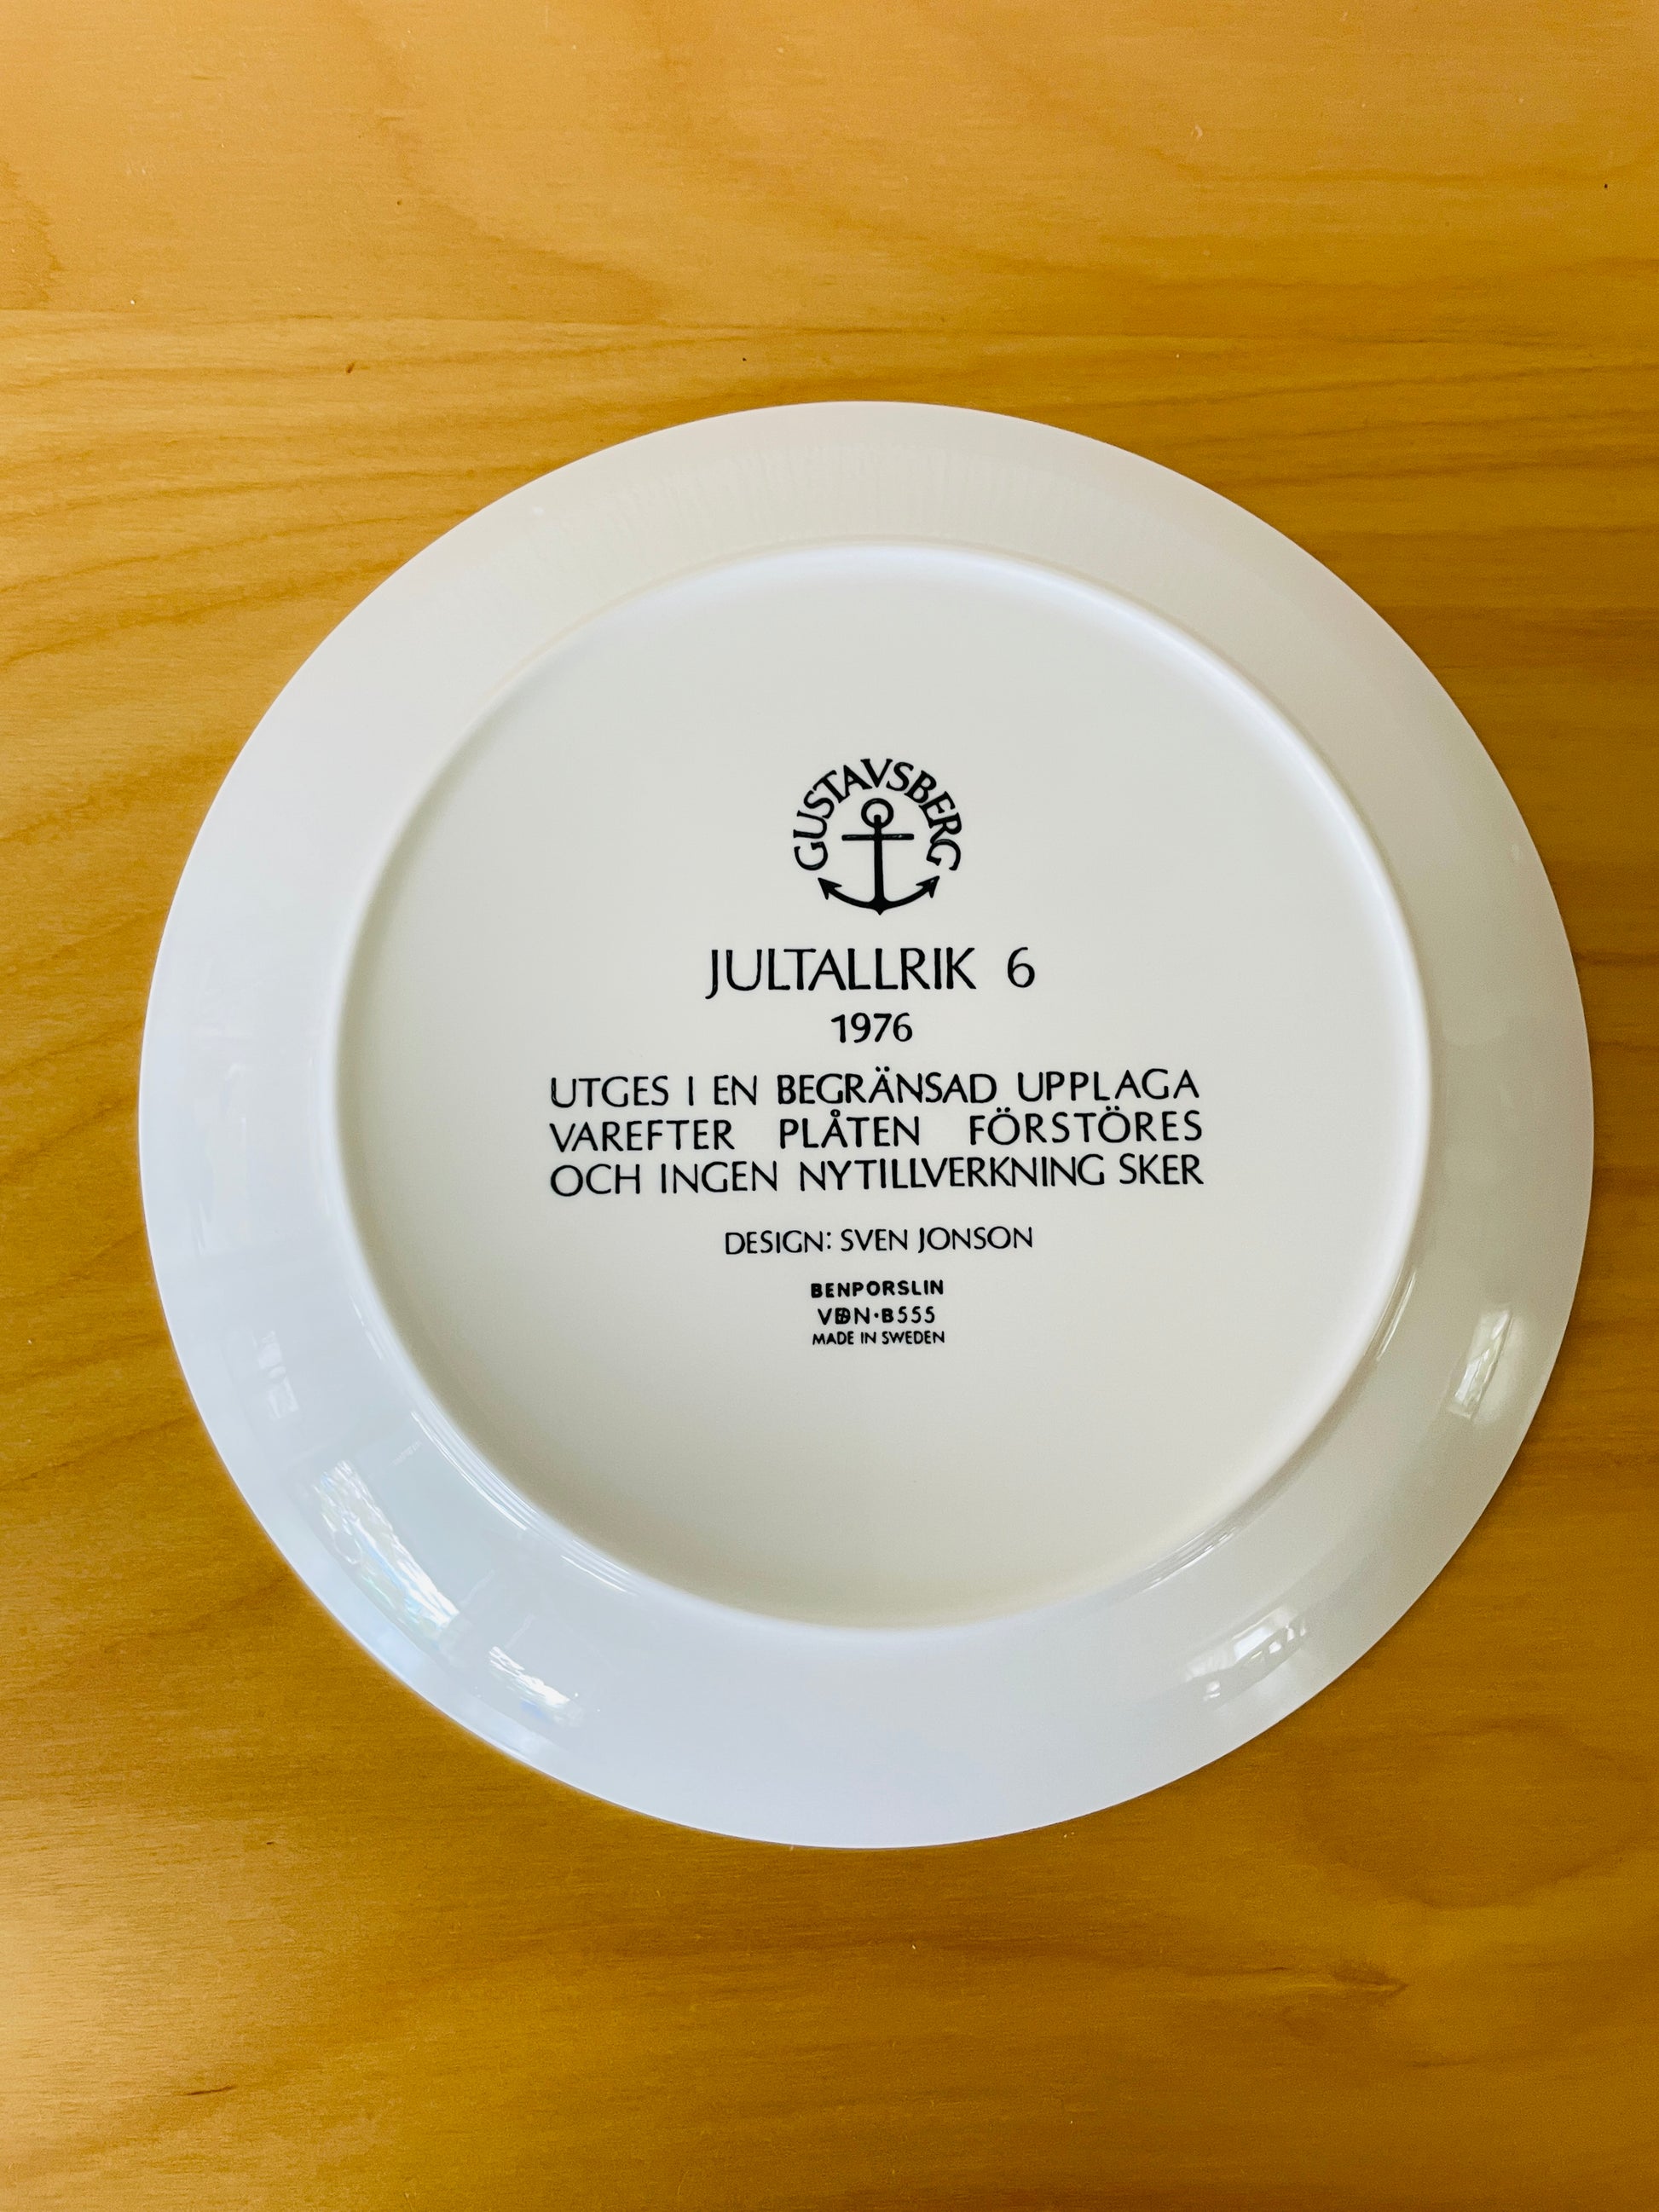 GUSTAVSBERG
JULTALLRIK 6
1976
UTGES I EN BEGRÄNSAD UPPLAGA
VAREFTER PLÅTEN FÖRSTÖRES
OCH INGEN NYTILLVERKNING SKER
DESIGN: SVEN JONSON
BENPORSLIN
VDN·B555
MADE IN SWEDEN